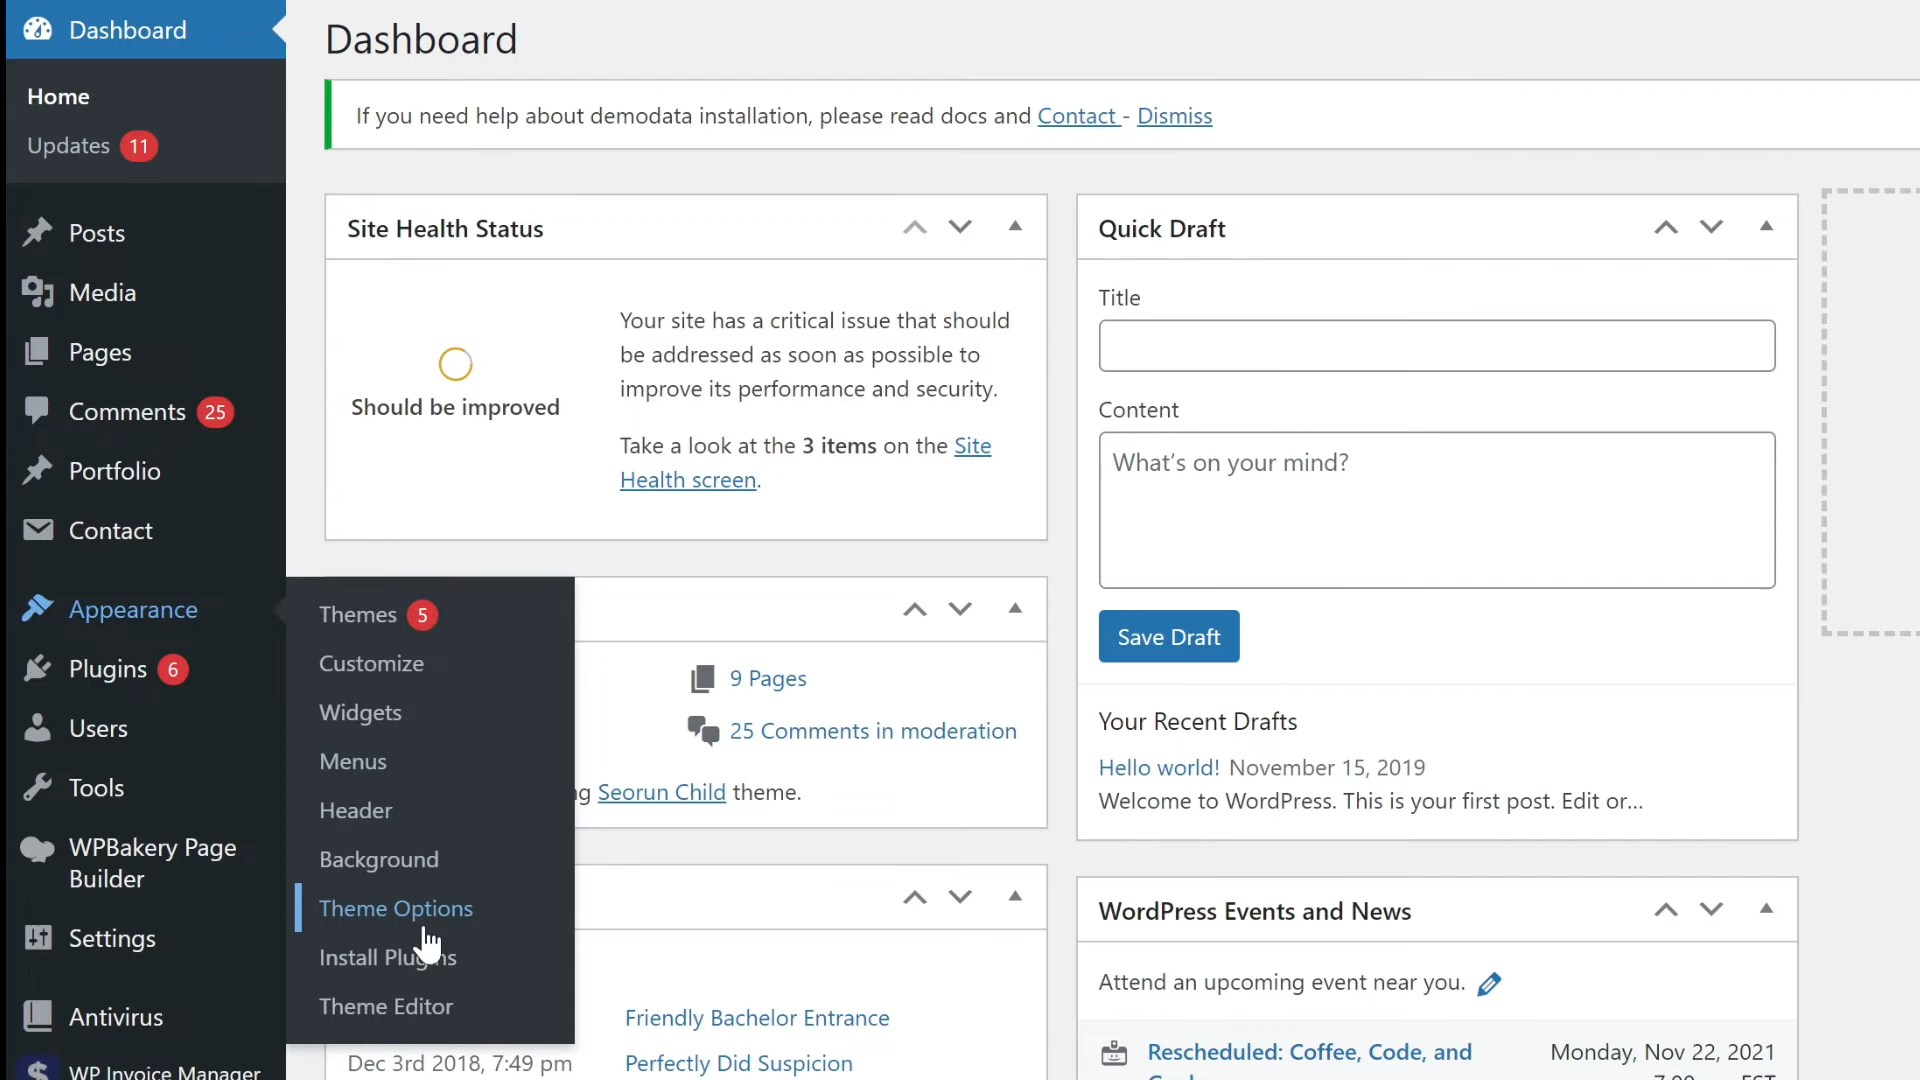 Dashboard
Home
Updates 11
Posts
Media
Pages
Comments 25
Portfolio
Contact
Appearance
Plugins 6
Users
Tools
WPBakery Page
Builder
Settings
Antivirus
WP Invoice Manager
Themes 5
Customize
Widgets
Menus
Header
Background
Theme Options
Install Plugins
Theme Editor
Dashboard
If you need help about demodata installation, please read docs and Contact - Dismiss
Site Health Status
Should be improved
Your site has a critical issue that should
be addressed as soon as possible to
improve its performance and security.
Take a look at the 3 items on the Site
Health screen.
9 Pages
25 Comments in moderation
Seorun Child theme.
Friendly Bachelor Entrance
Dec 3rd 2018, 7:49 pm Perfectly Did Suspicion
Quick Draft
Title
Content
What's on your mind?
Save Draft
Your Recent Drafts
Hello world! November 15, 2019
Welcome to WordPress. This is your first post. Edit or...
WordPress Events and News
Attend an upcoming event near you.
Rescheduled: Coffee, Code, and Monday, Nov 22, 2021